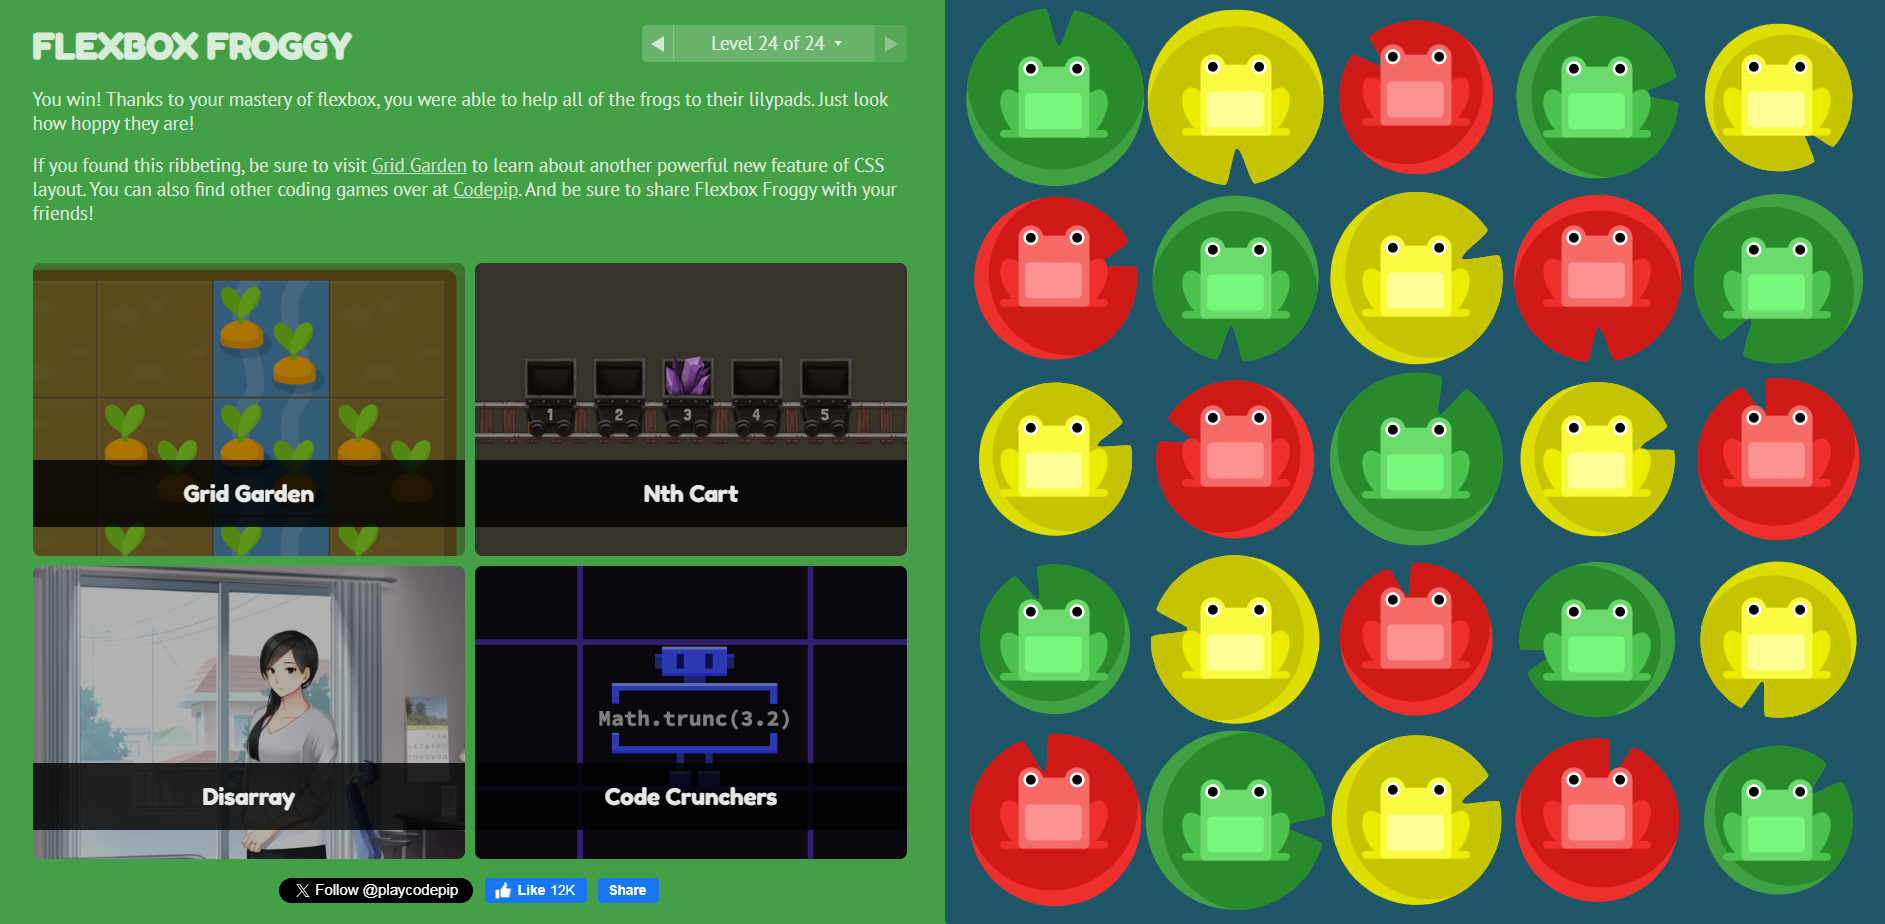 FLEXBOX FROGGY
Level 24 of 24
You win! Thanks to your mastery of flexbox, you were able to help all of the frogs to their lilypads. Just look
how hoppy they are!
If you found this ribbeting, be sure to visit Grid Garden to learn about another powerful new feature of CSS
layout. You can also find other coding games over at Codepip. And be sure to share Flexbox Froggy with your
friends!
Grid Garden
1 2 3 4 5
Nth Cart
Disarray
Math.trunc(3.2)
Code Crunchers
Follow @playcodepip
Like 12K
Share